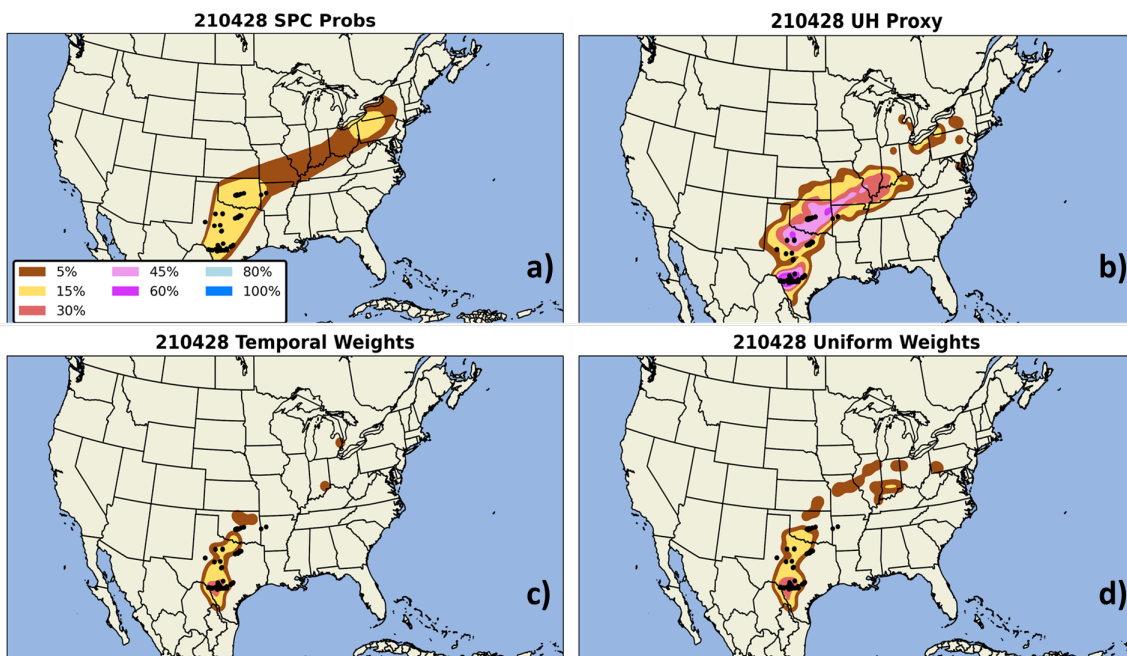 210428 SPC Probs
210428 UH Proxy
5%
45%
80%
15%
60%
100%
30%
a)
b)
210428 Temporal Weights
210428 Uniform Weights
c)
d)